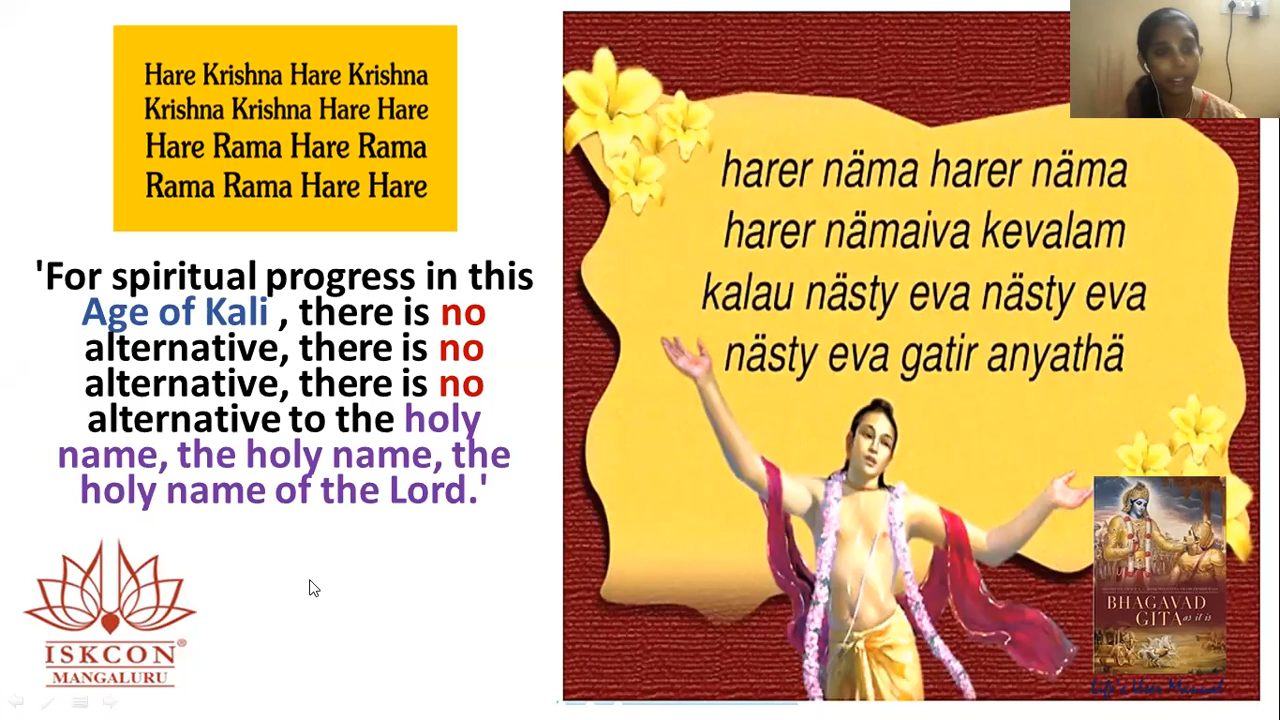 Hare Krishna Hare Krishna
Krishna Krishna Hare Hare
Hare Rama Hare Rama
Rama Rama Hare Hare
'For spiritual progress in this
Age of Kali , there is no
alternative, there is no
alternative, there is no
alternative to the holy
name, the holy name, the
holy name of the Lord.'
ISKCON®
MANGALURU
harer näma harer näma
harer nämaiva kevalam
kalau nästy eva nästy eva
nästy eva gatir anyathä
BHAGAVAD
GITA as it is
Life's User Manual